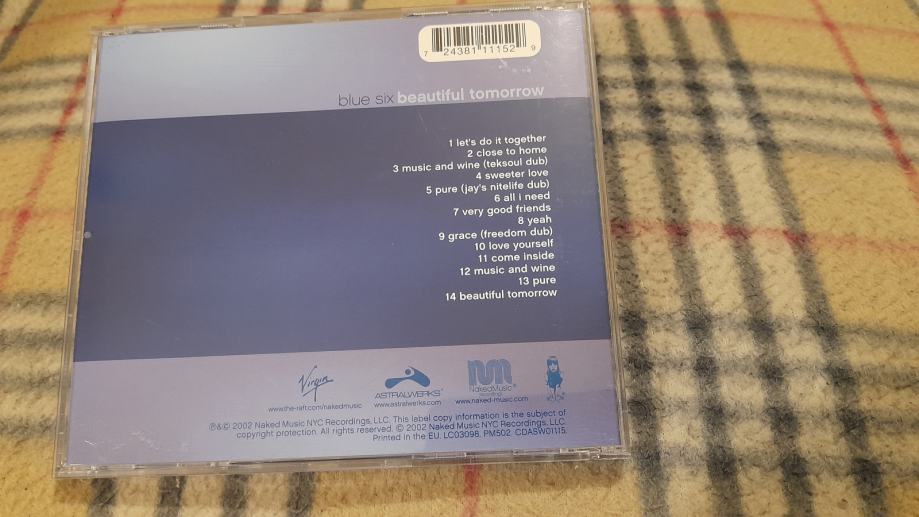 7 24381 11152 9
blue six beautiful tomorrow
1 let's do it together
2 close to home
3 music and wine (teksoul dub)
4 sweeter love
5 pure (jay's nitelife dub)
6 all i need
7 very good friends
8 yeah
9 grace (freedom dub)
10 love yourself
11 come inside
12 music and wine
13 pure
14 beautiful tomorrow
Virgin
www.the-raft.com/nakedmusic
ASTRALWERKS®
www.astralwerks.com
nm
NakedMusic®
recordings
www.naked-music.com
℗&© 2002 Naked Music NYC Recordings, LLC. This label copy information is the subject of
copyright protection. All rights reserved. © 2002 Naked Music NYC Recordings, LLC.
Printed in the EU. LC03098. PM502. CDASW01115.